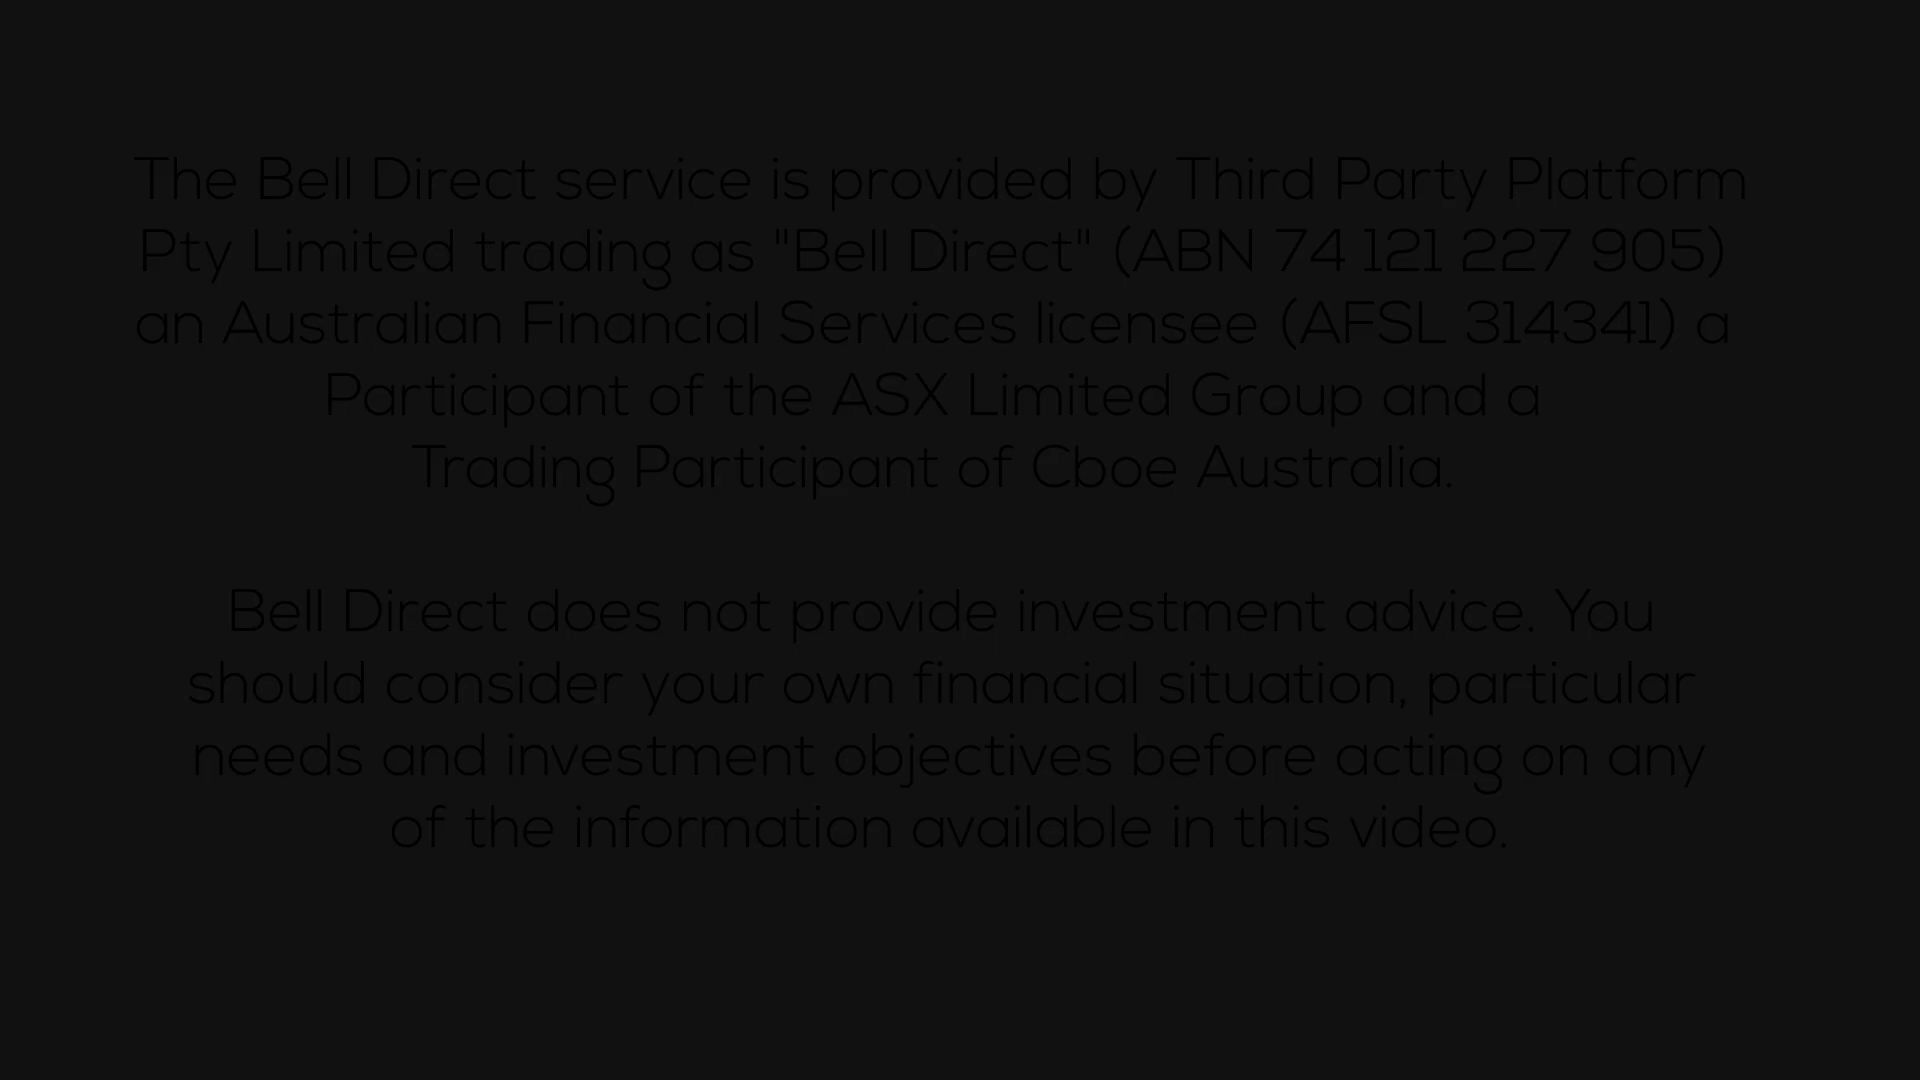 The Bell Direct service is provided by Third Party Platform
Pty Limited trading as "Bell Direct" (ABN 74 121 227 905)
an Australian Financial Services licensee (AFSL 314341) a
Participant of the ASX Limited Group and a
Trading Participant of Cboe Australia.
Bell Direct does not provide investment advice. You
should consider your own financial situation, particular
needs and investment objectives before acting on any
of the information available in this video.